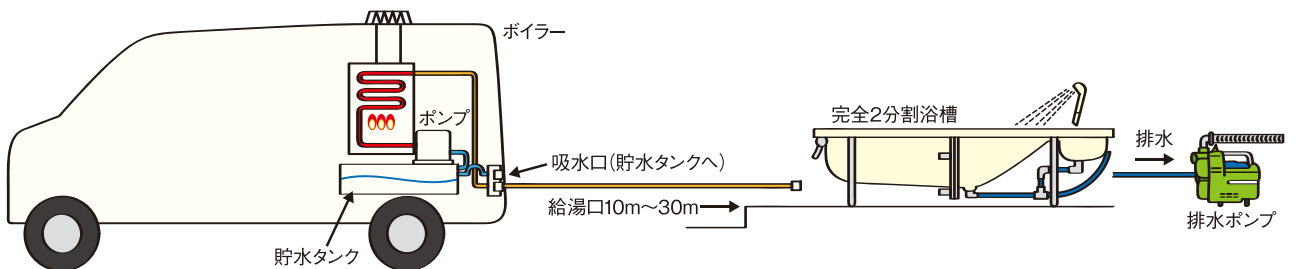 ボイラー
ポンプ
吸水口(貯水タンクへ)
給湯口10m〜30m
貯水タンク
完全2分割浴槽
排水
排水ポンプ